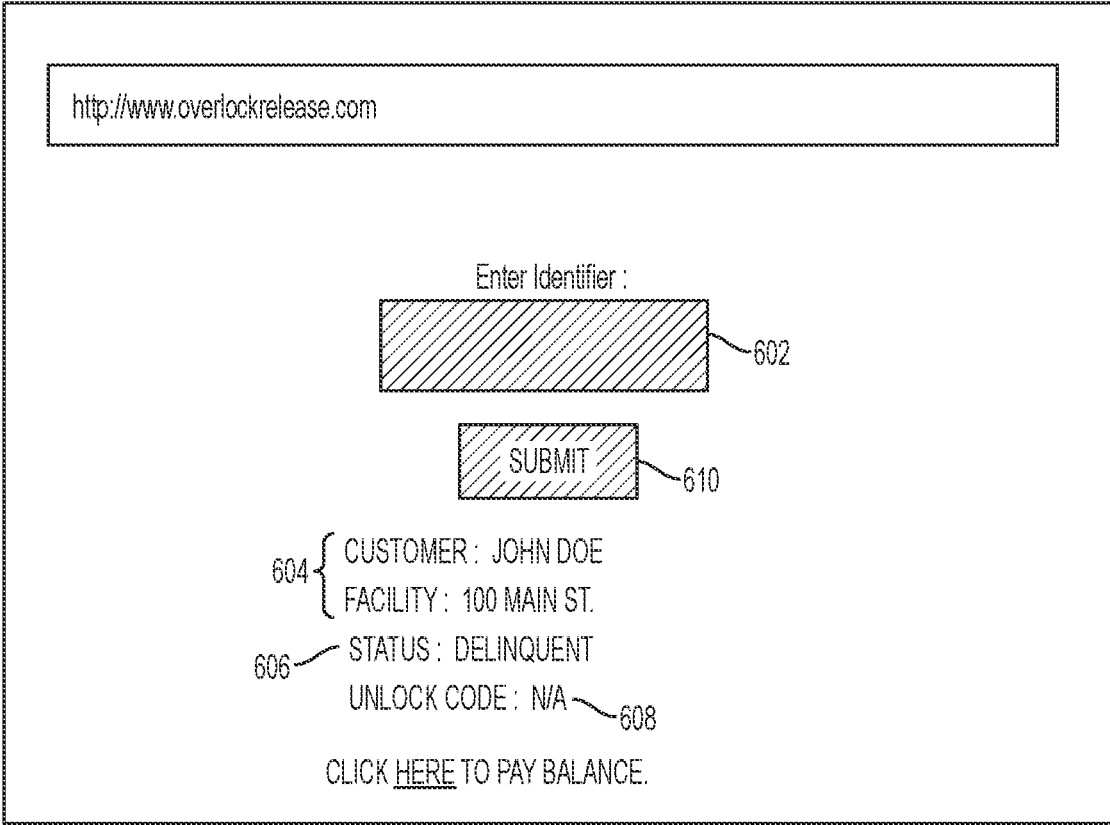 http://www.overlockrelease.com
Enter Identifier :
602
SUBMIT
610
604
CUSTOMER : JOHN DOE
FACILITY : 100 MAIN ST.
606
STATUS : DELINQUENT
UNLOCK CODE : N/A
608
CLICK HERE TO PAY BALANCE.